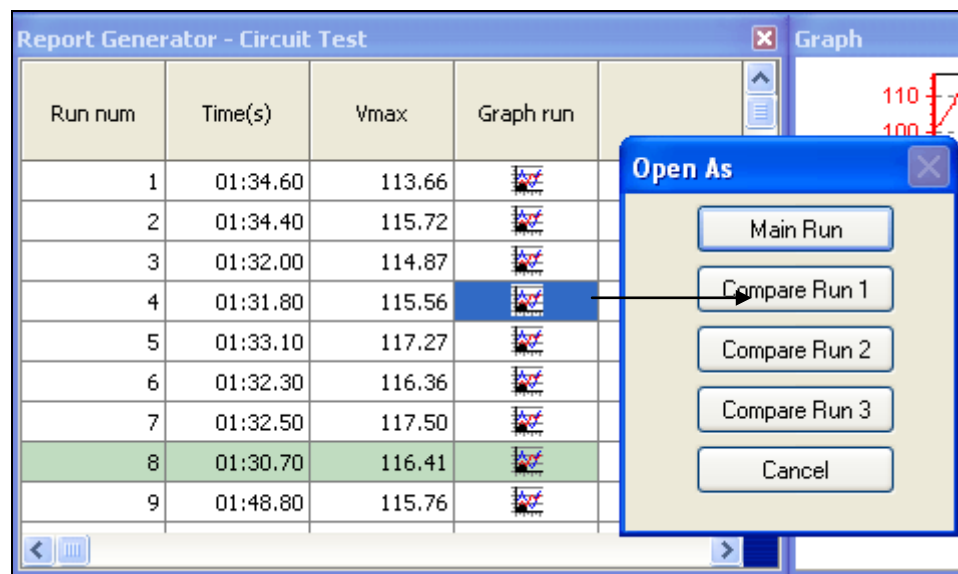 Report Generator - Circuit Test
Run num Time(s) Vmax Graph run
1 01:34.60 113.66
2 01:34.40 115.72
3 01:32.00 114.87
4 01:31.80 115.56
5 01:33.10 117.27
6 01:32.30 116.36
7 01:32.50 117.50
8 01:30.70 116.41
9 01:48.80 115.76
Graph
110
100
Open As
Main Run
Compare Run 1
Compare Run 2
Compare Run 3
Cancel